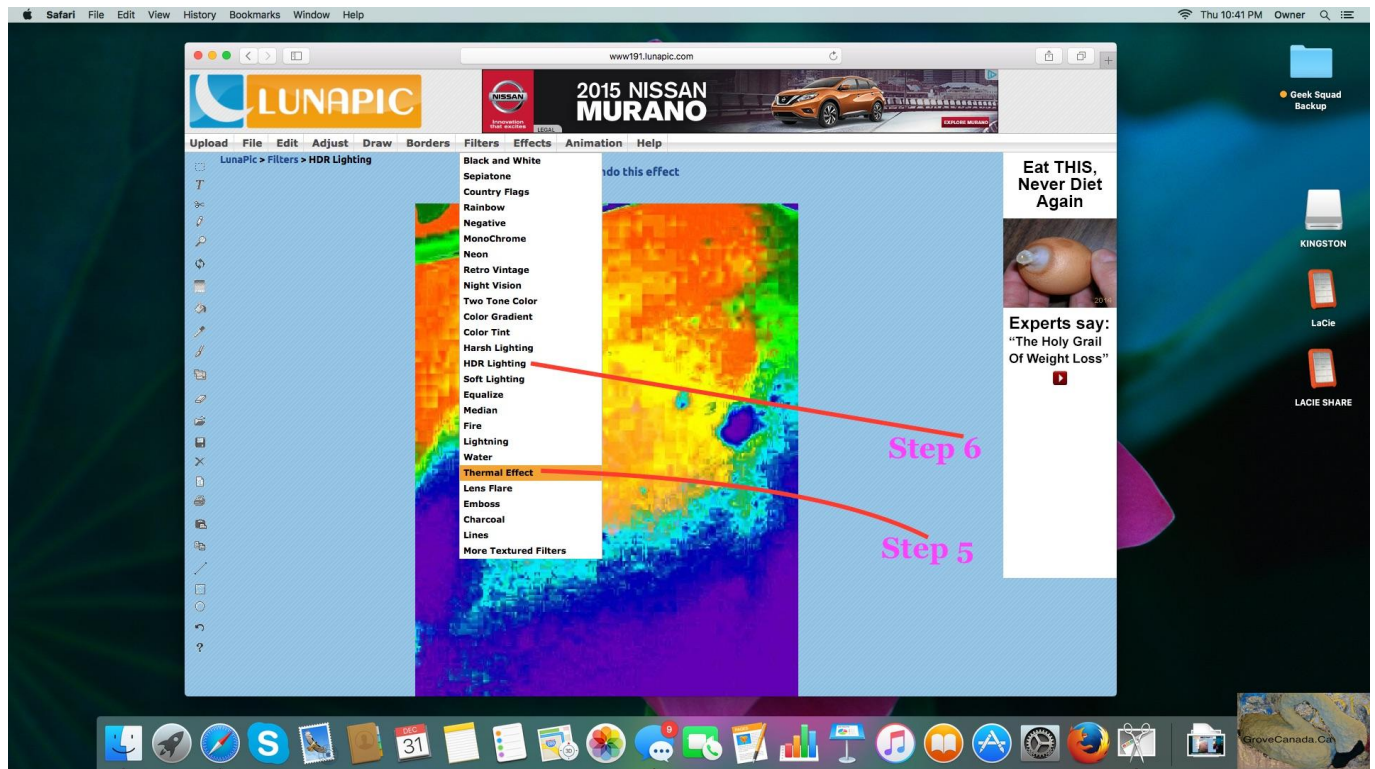 Safari File Edit View History Bookmarks Window Help
Thu 10:41 PM Owner
www191.lunapic.com
LUNAPIC
NISSAN
Innovation
that excites
LEGAL
2015 NISSAN
MURANO
EXPLORE MURANO
Upload File Edit Adjust Draw Borders Filters Effects Animation Help
LunaPic > Filters > HDR Lighting
ndo this effect
Black and White
Sepiatone
Country Flags
Rainbow
Negative
MonoChrome
Neon
Retro Vintage
Night Vision
Two Tone Color
Color Gradient
Color Tint
Harsh Lighting
HDR Lighting
Soft Lighting
Equalize
Median
Fire
Lightning
Water
Thermal Effect
Lens Flare
Emboss
Charcoal
Lines
More Textured Filters
Step 6
Step 5
Eat THIS,
Never Diet
Again
2014
Experts say:
“The Holy Grail
Of Weight Loss”
Geek Squad
Backup
KINGSTON
LaCie
LACIE SHARE
DEC
31
3D
9
GroveCanada.Ca